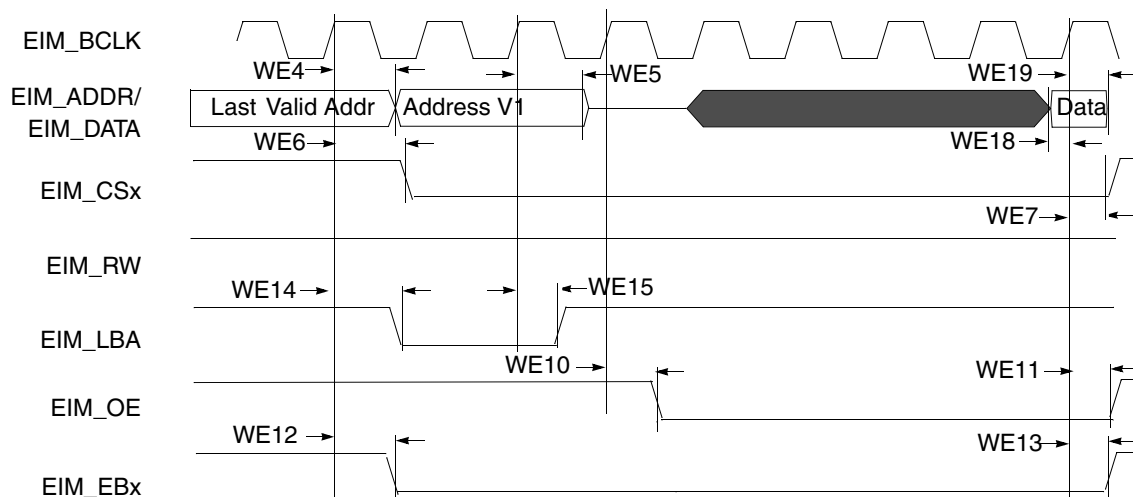 EIM_BCLK
WE4
WE5
WE19
EIM_ADDR/
EIM_DATA
Last Valid Addr
Address V1
Data
WE6
WE18
EIM_CSx
WE7
EIM_RW
WE14
WE15
EIM_LBA
WE10
WE11
EIM_OE
WE12
WE13
EIM_EBx